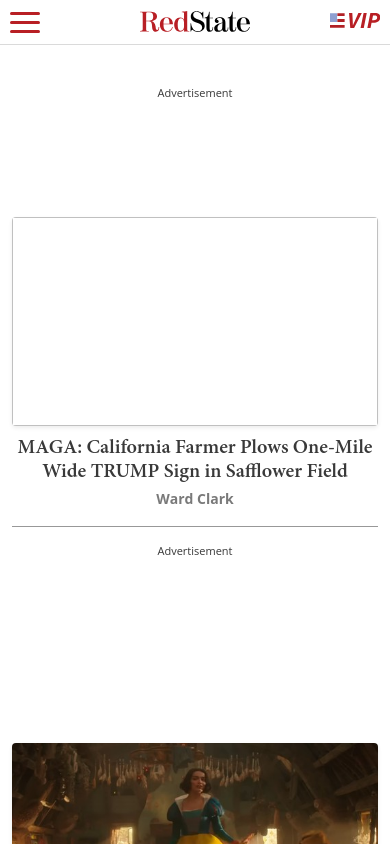 RedState
VIP
Advertisement
MAGA: California Farmer Plows One-Mile
Wide TRUMP Sign in Safflower Field
Ward Clark
Advertisement